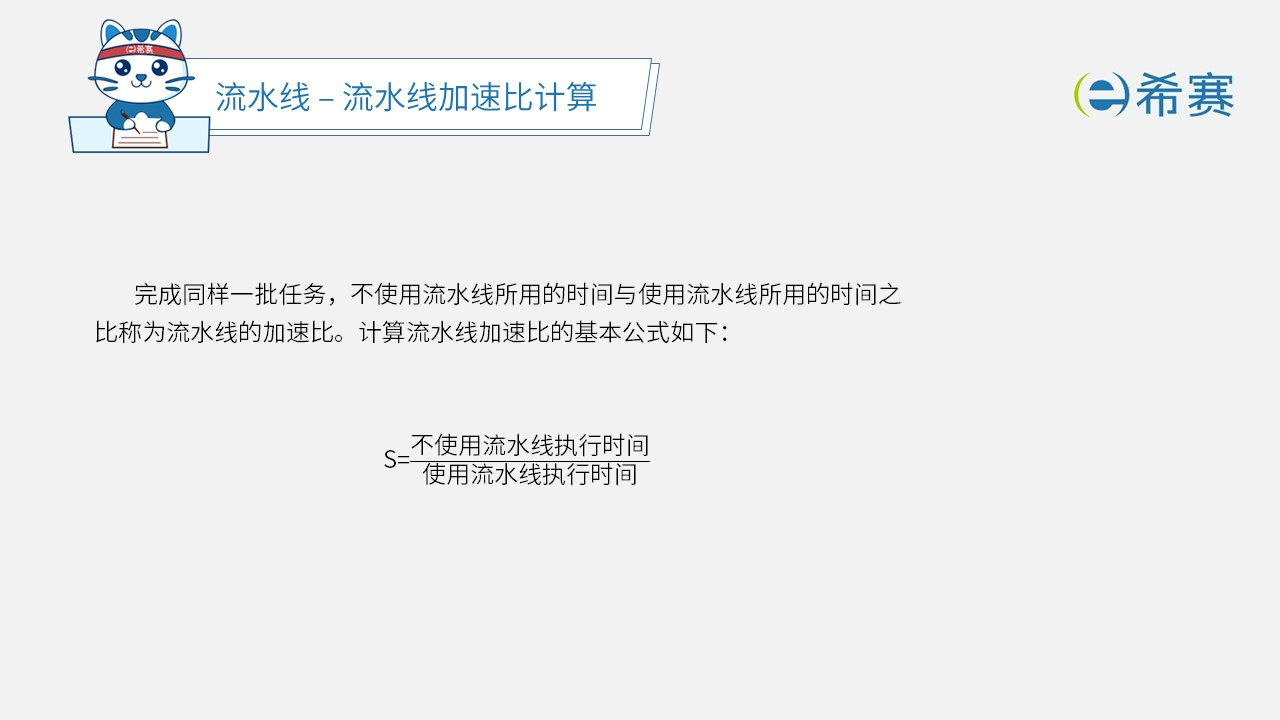 希赛
流水线 – 流水线加速比计算
希赛
完成同样一批任务，不使用流水线所用的时间与使用流水线所用的时间之
比称为流水线的加速比。计算流水线加速比的基本公式如下：
S=不使用流水线执行时间
使用流水线执行时间